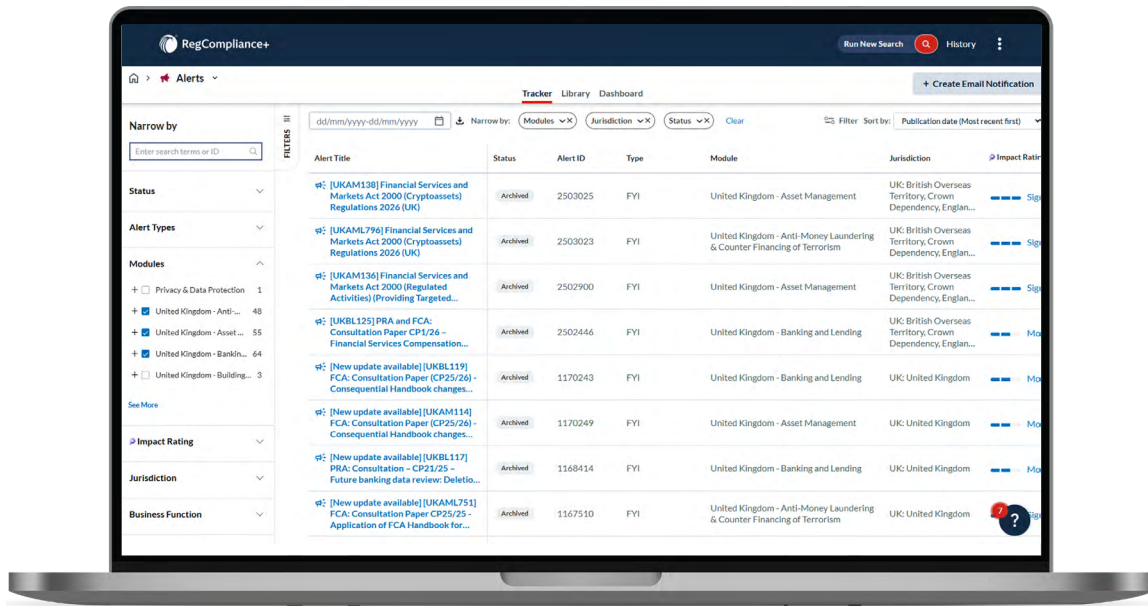 RegCompliance+
Run New Search
History
Alerts
+ Create Email Notification
Tracker Library Dashboard
Narrow by
Enter search terms or ID
FILTERS
dd/mm/yyyy-dd/mm/yyyy
Narrow by: Modules Jurisdiction Status Clear
Filter Sort by: Publication date (Most recent first)
Alert Title Status Alert ID Type Module Jurisdiction Impact
Status
Alert Types
Modules
Privacy & Data Protection 1
United Kingdom - Anti-... 48
United Kingdom - Asset ... 55
United Kingdom - Bankin... 64
United Kingdom - Building... 3
See More
Impact Rating
Jurisdiction
Business Function
[UKAM138] Financial Services and
Markets Act 2000 (Cryptoassets)
Regulations 2026 (UK)
Archived 2503025 FYI United Kingdom - Asset Management
UK: British Overseas
Territory, Crown
Dependency, Englan...
[UKAML796] Financial Services and
Markets Act 2000 (Cryptoassets)
Regulations 2026 (UK)
Archived 2503023 FYI
United Kingdom - Anti-Money Laundering
& Counter Financing of Terrorism
UK: British Overseas
Territory, Crown
Dependency, Englan...
[UKAM136] Financial Services and
Markets Act 2000 (Regulated
Activities) (Providing Targeted...
Archived 2502900 FYI United Kingdom - Asset Management
UK: British Overseas
Territory, Crown
Dependency, Englan...
[UKBL125] PRA and FCA:
Consultation Paper CP1/26 –
Financial Services Compensation...
Archived 2502446 FYI United Kingdom - Banking and Lending
UK: British Overseas
Territory, Crown
Dependency, Englan...
[New update available] [UKBL119]
FCA: Consultation Paper (CP25/26) -
Consequential Handbook changes...
Archived 1170243 FYI United Kingdom - Banking and Lending UK: United Kingdom
[New update available] [UKAM114]
FCA: Consultation Paper (CP25/26) -
Consequential Handbook changes...
Archived 1170249 FYI United Kingdom - Asset Management UK: United Kingdom
[New update available] [UKBL117]
PRA: Consultation – CP21/25 –
Future banking data review: Deletio...
Archived 1168414 FYI United Kingdom - Banking and Lending UK: United Kingdom
[New update available] [UKAML751]
FCA: Consultation Paper CP25/25 -
Application of FCA Handbook for...
Archived 1167510 FYI
United Kingdom - Anti-Money Laundering
& Counter Financing of Terrorism
UK: United Kingdom
7
?